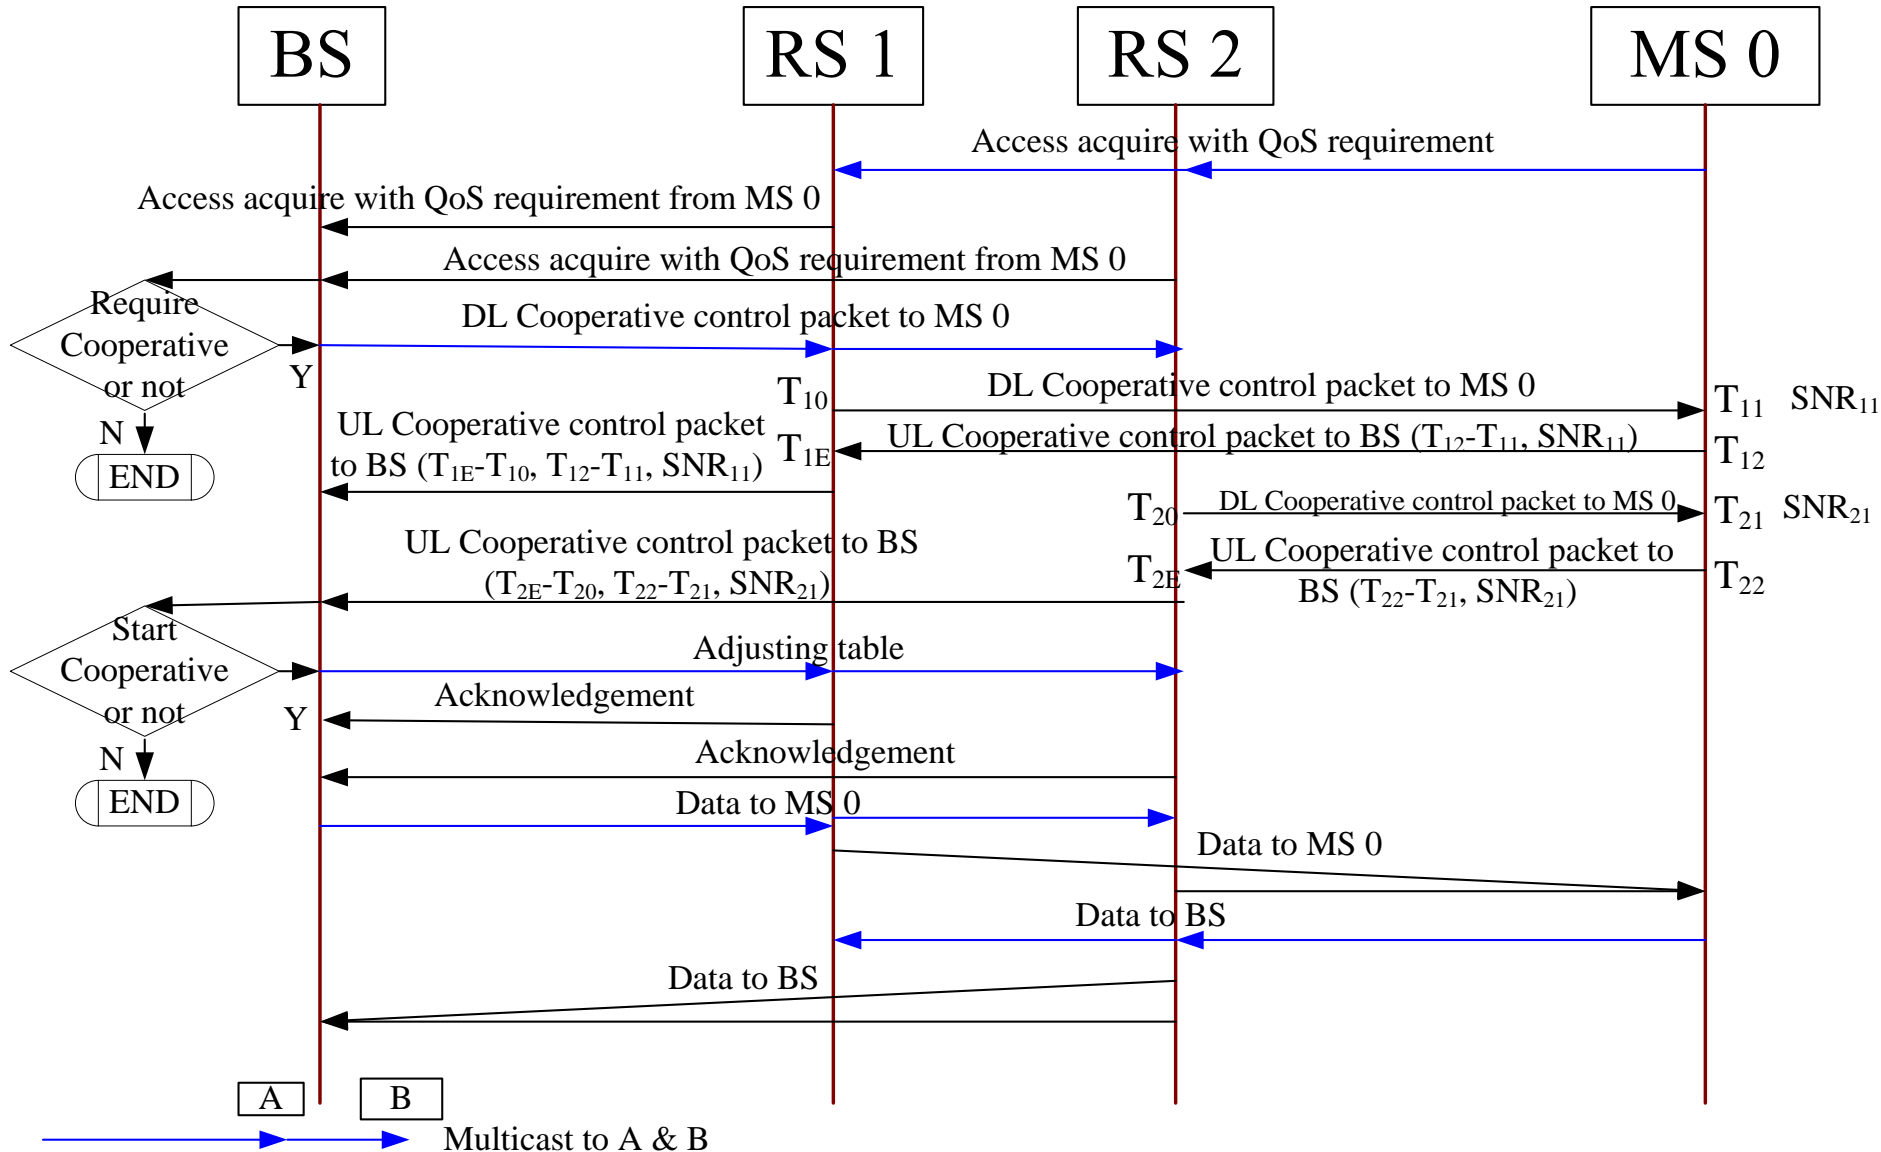 BS
RS 1
RS 2
MS 0
Access acquire with QoS requirement
Access acquire with QoS requirement from MS 0
Access acquire with QoS requirement from MS 0
Require
Cooperative
or not
Y
N
END
DL Cooperative control packet to MS 0
T10
DL Cooperative control packet to MS 0
T11
SNR11
UL Cooperative control packet
to BS (T1E-T10, T12-T11, SNR11)
T1E
UL Cooperative control packet to BS (T12-T11, SNR11)
T12
T20
DL Cooperative control packet to MS 0
T21
SNR21
UL Cooperative control packet to BS
(T2E-T20, T22-T21, SNR21)
T2E
UL Cooperative control packet to
BS (T22-T21, SNR21)
T22
Start
Cooperative
or not
Y
N
END
Adjusting table
Acknowledgement
Acknowledgement
Data to MS 0
Data to MS 0
Data to BS
Data to BS
A
B
Multicast to A & B